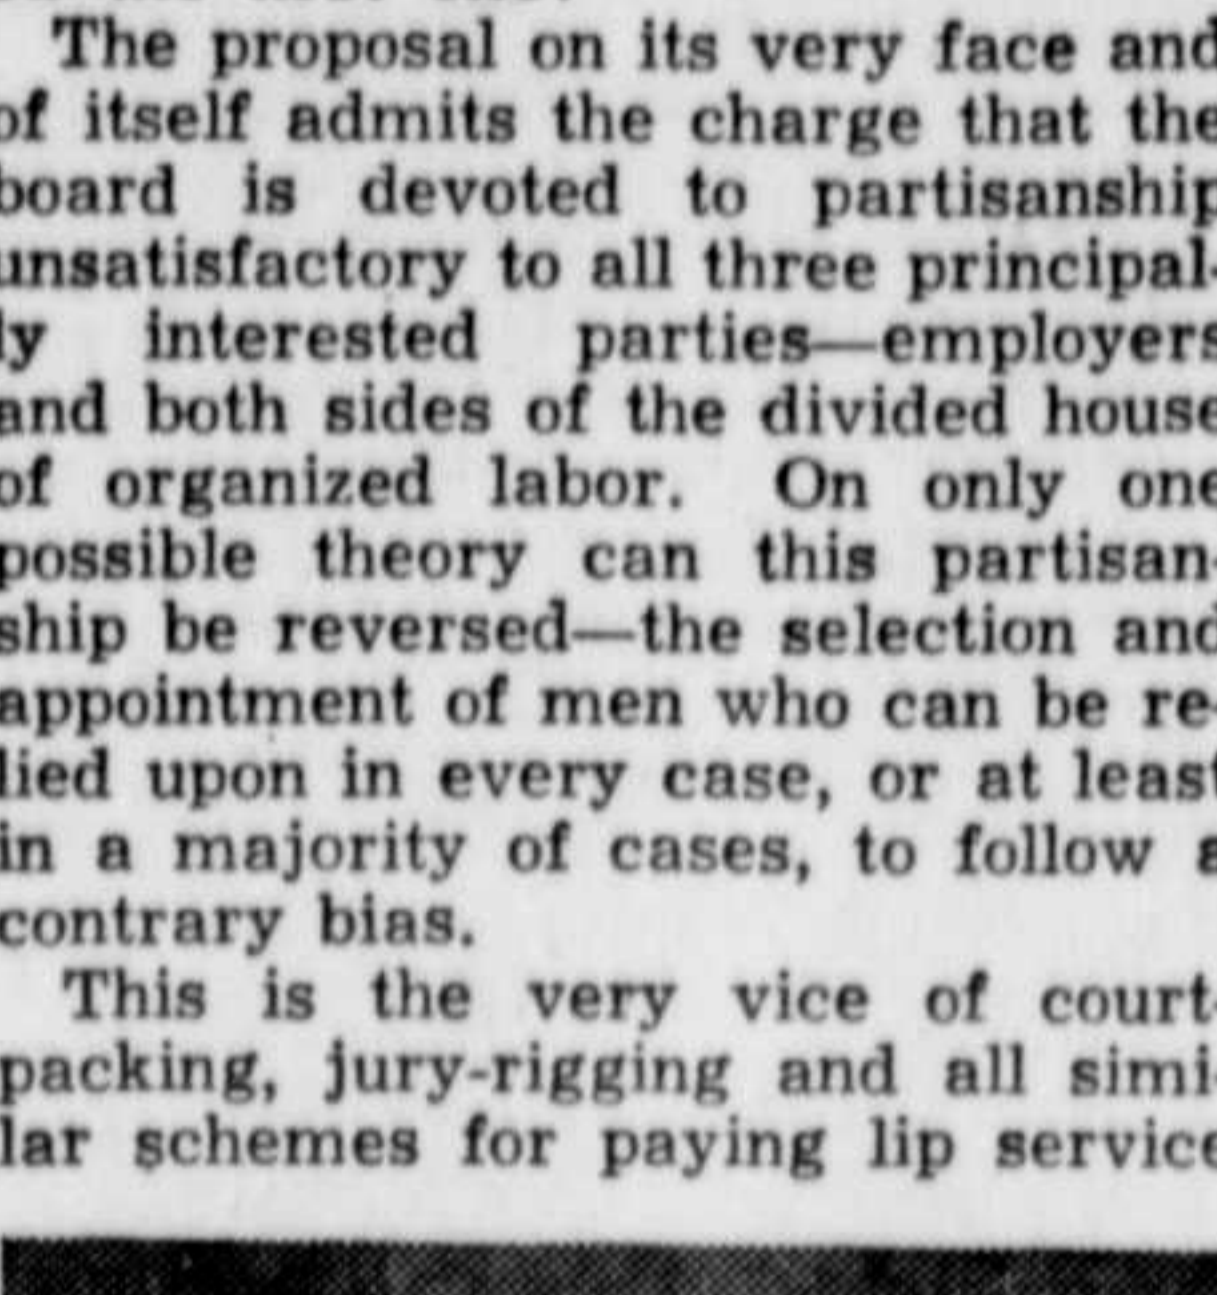 The proposal on its very face and
of itself admits the charge that the
board is devoted to partisanship
unsatisfactory to all three principal-
ly interested parties—employers
and both sides of the divided house
of organized labor. On only one
possible theory can this partisan-
ship be reversed—the selection and
appointment of men who can be re-
lied upon in every case, or at least
in a majority of cases, to follow a
contrary bias.
This is the very vice of court-
packing, jury-rigging and all simi-
lar schemes for paying lip service